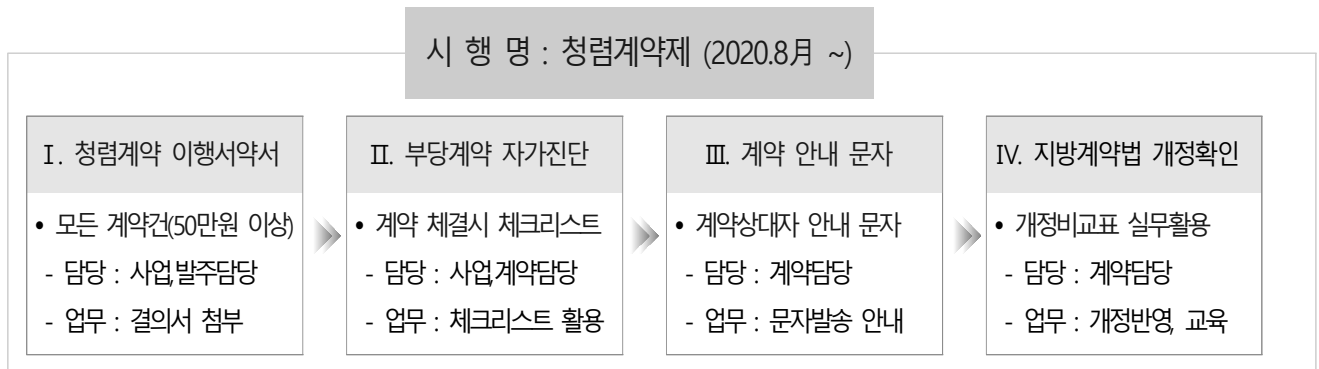 시 행 명 : 청렴계약제 (2020.8月 ~)
Ⅰ. 청렴계약 이행서약서
• 모든 계약건(50만원 이상)
- 담당 : 사업,발주담당
- 업무 : 결의서 첨부
Ⅱ. 부당계약 자가진단
• 계약 체결시 체크리스트
- 담당 : 사업,계약담당
- 업무 : 체크리스트 활용
Ⅲ. 계약 안내 문자
• 계약상대자 안내 문자
- 담당 : 계약담당
- 업무 : 문자발송 안내
Ⅳ. 지방계약법 개정확인
• 개정비교표 실무활용
- 담당 : 계약담당
- 업무 : 개정반영, 교육